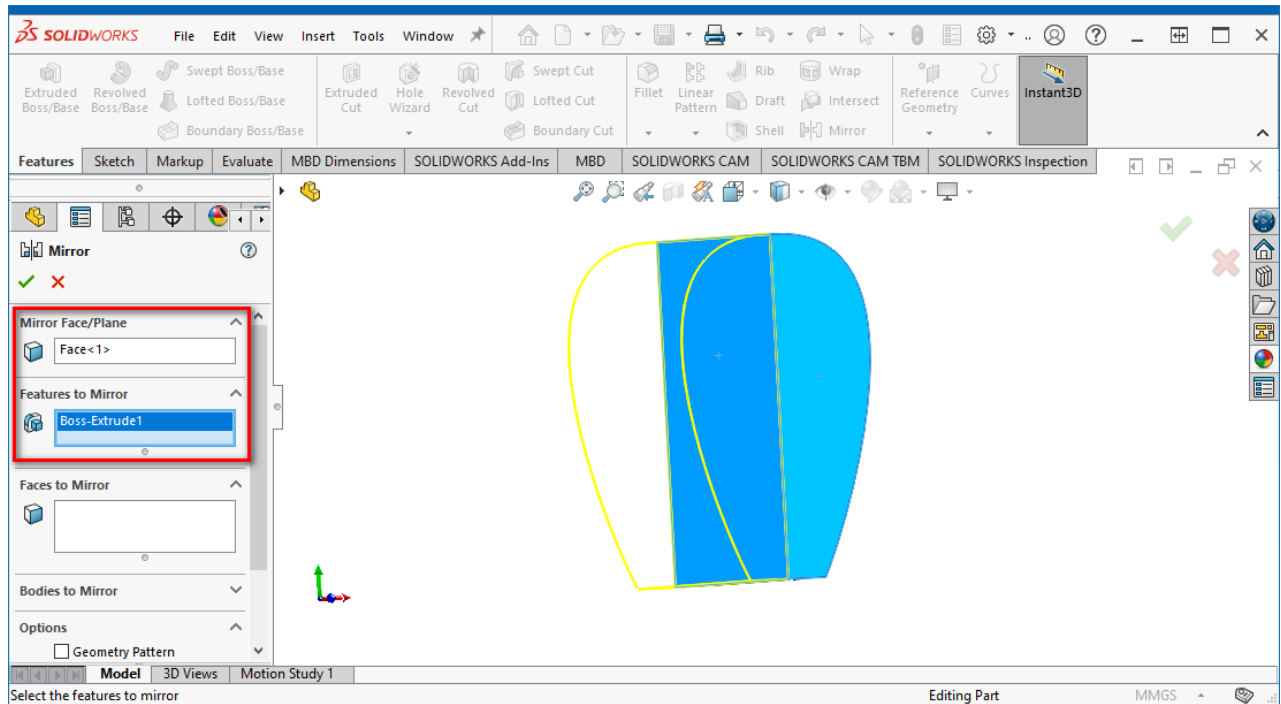 SOLIDWORKS File Edit View Insert Tools Window
Extruded Boss/Base
Revolved Boss/Base
Swept Boss/Base
Lofted Boss/Base
Boundary Boss/Base
Extruded Cut
Hole Wizard
Revolved Cut
Swept Cut
Lofted Cut
Boundary Cut
Fillet
Linear Pattern
Rib
Draft
Shell
Wrap
Intersect
Mirror
Reference Geometry
Curves
Instant3D
Features Sketch Markup Evaluate MBD Dimensions SOLIDWORKS Add-Ins MBD SOLIDWORKS CAM SOLIDWORKS CAM TBM SOLIDWORKS Inspection
Mirror
Mirror Face/Plane
Face<1>
Features to Mirror
Boss-Extrude1
Faces to Mirror
Bodies to Mirror
Options
Geometry Pattern
Model 3D Views Motion Study 1
Select the features to mirror Editing Part MMGS